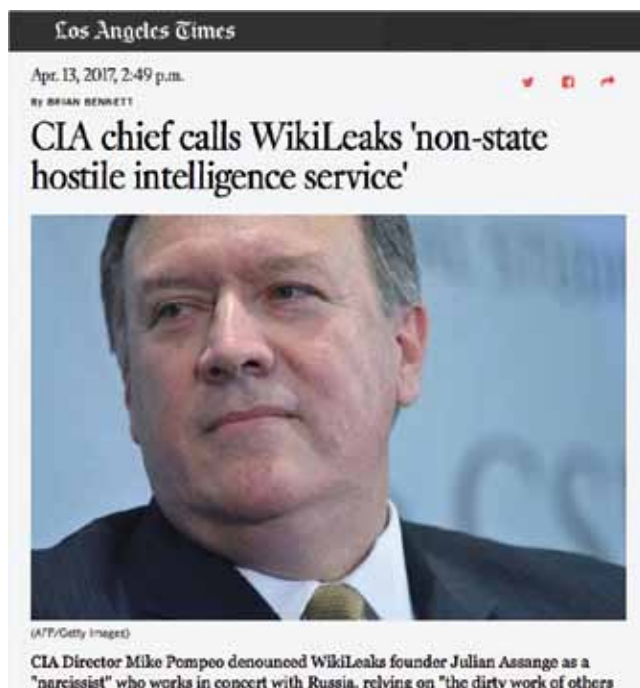 Los Angeles Times
Apr. 13, 2017, 2:49 p.m.
By BRIAN BENNETT
CIA chief calls WikiLeaks 'non-state
hostile intelligence service'
(AFP/Getty Images)
CIA Director Mike Pompeo denounced WikiLeaks founder Julian Assange as a
"narcissist" who works in concert with Russia, relying on "the dirty work of others